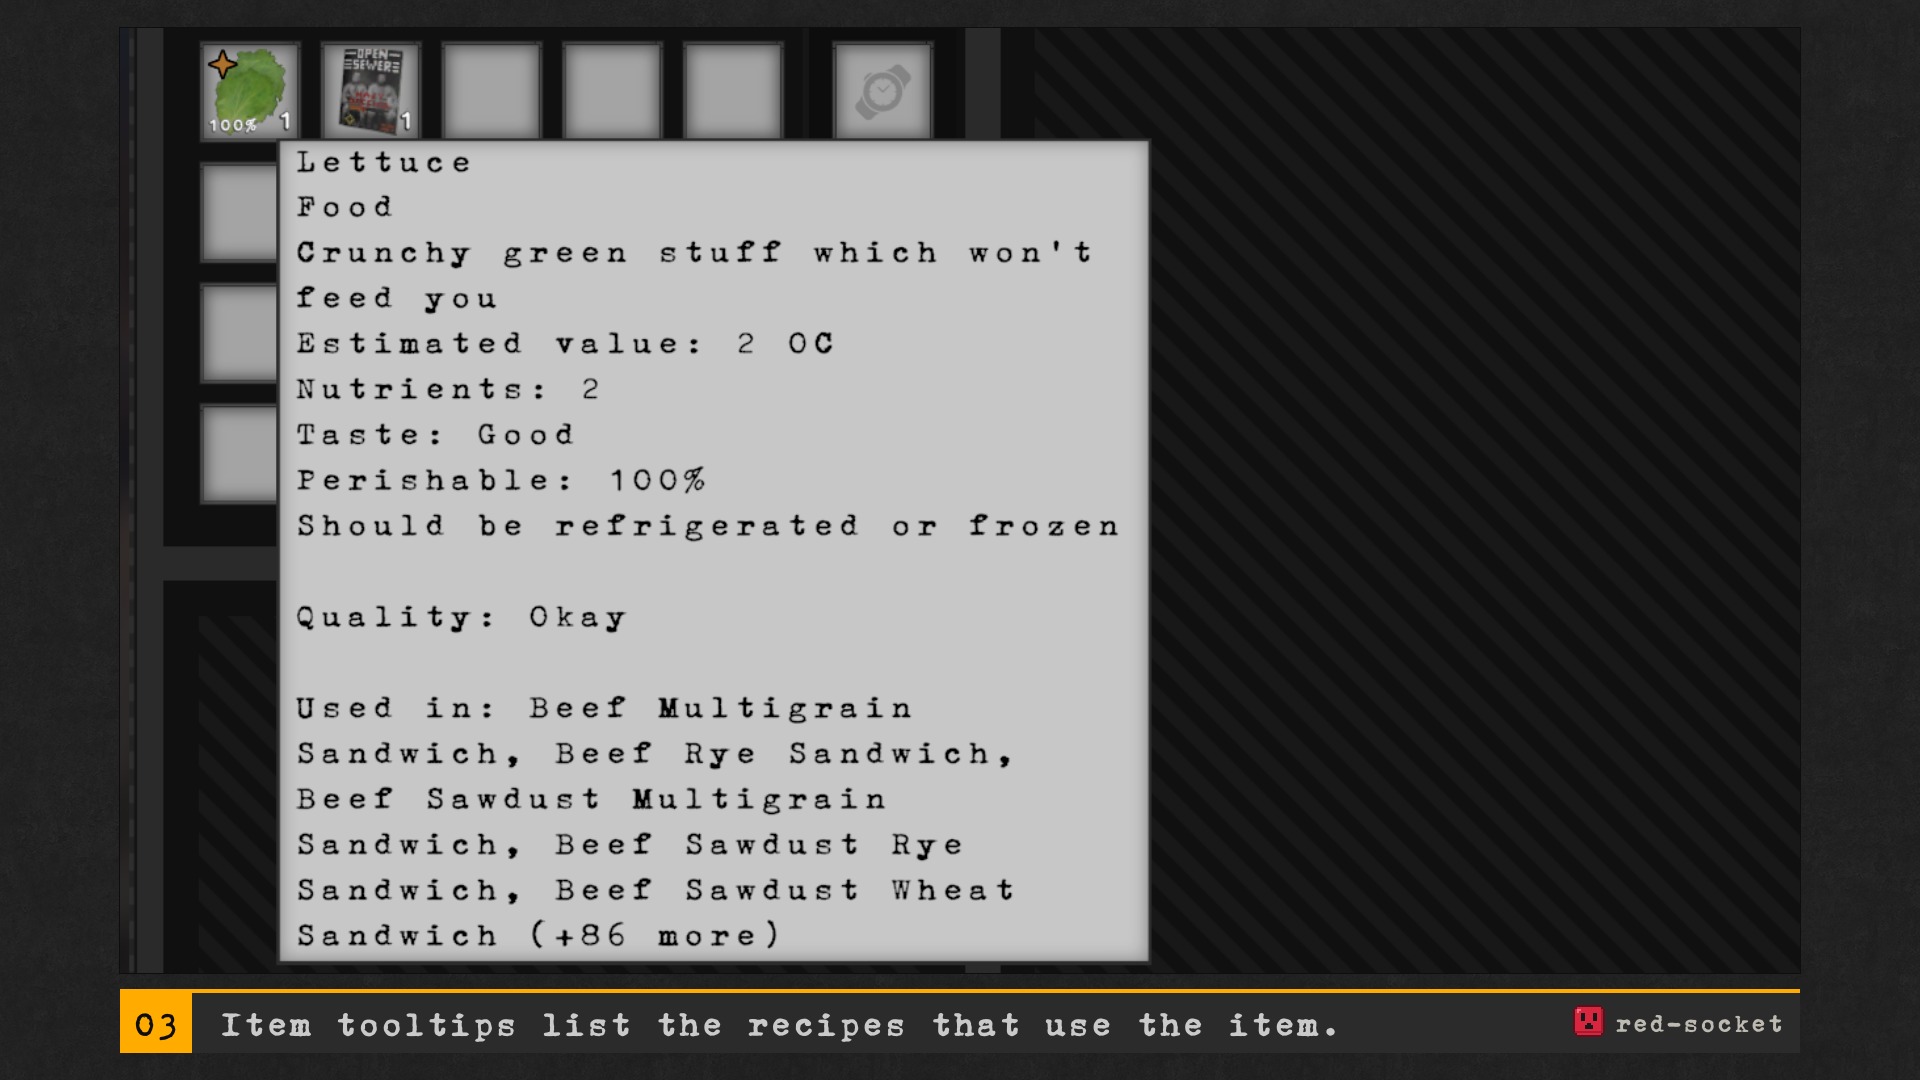 OPEN
SEWER
100% 1
1
Lettuce
Food
Crunchy green stuff which won't
feed you
Estimated value: 2 OC
Nutrients: 2
Taste: Good
Perishable: 100%
Should be refrigerated or frozen
Quality: Okay
Used in: Beef Multigrain
Sandwich, Beef Rye Sandwich,
Beef Sawdust Multigrain
Sandwich, Beef Sawdust Rye
Sandwich, Beef Sawdust Wheat
Sandwich (+86 more)
03 Item tooltips list the recipes that use the item.
red-socket